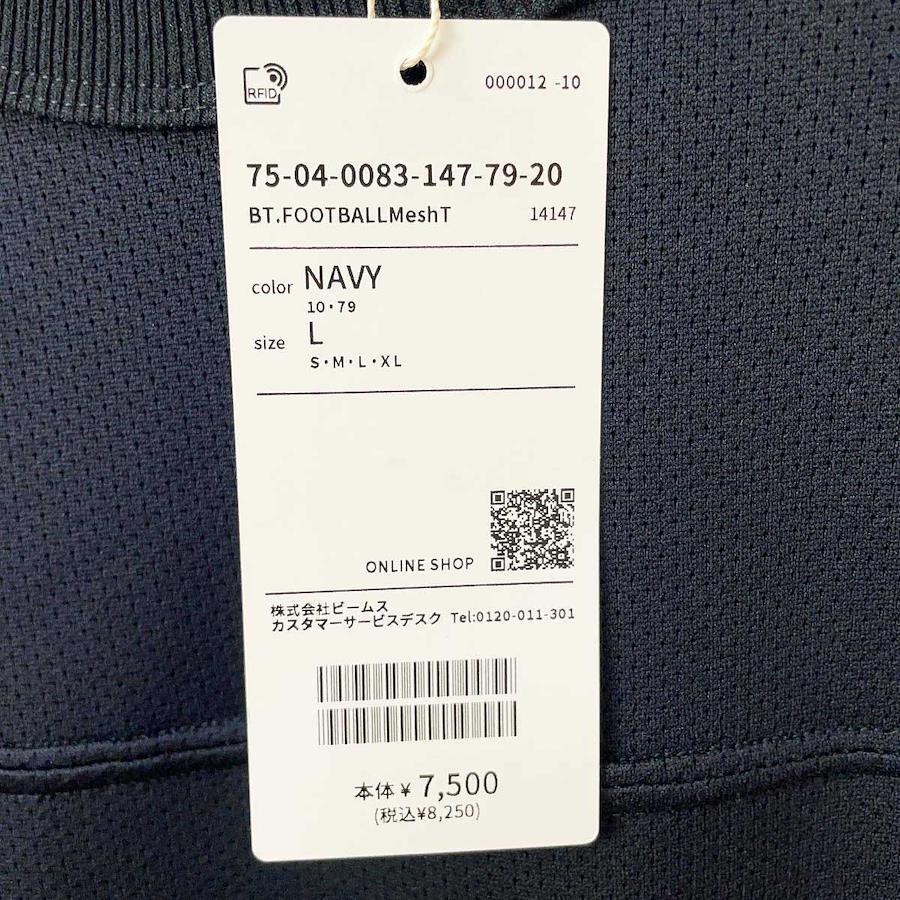 RFID
000012 -10
75-04-0083-147-79-20
BT.FOOTBALLMeshT 14147
color NAVY
10・79
size L
S・M・L・XL
ONLINE SHOP
株式会社ビームス
カスタマーサービスデスク Tel:0120-011-301
本体 ¥ 7,500
(税込¥8,250)